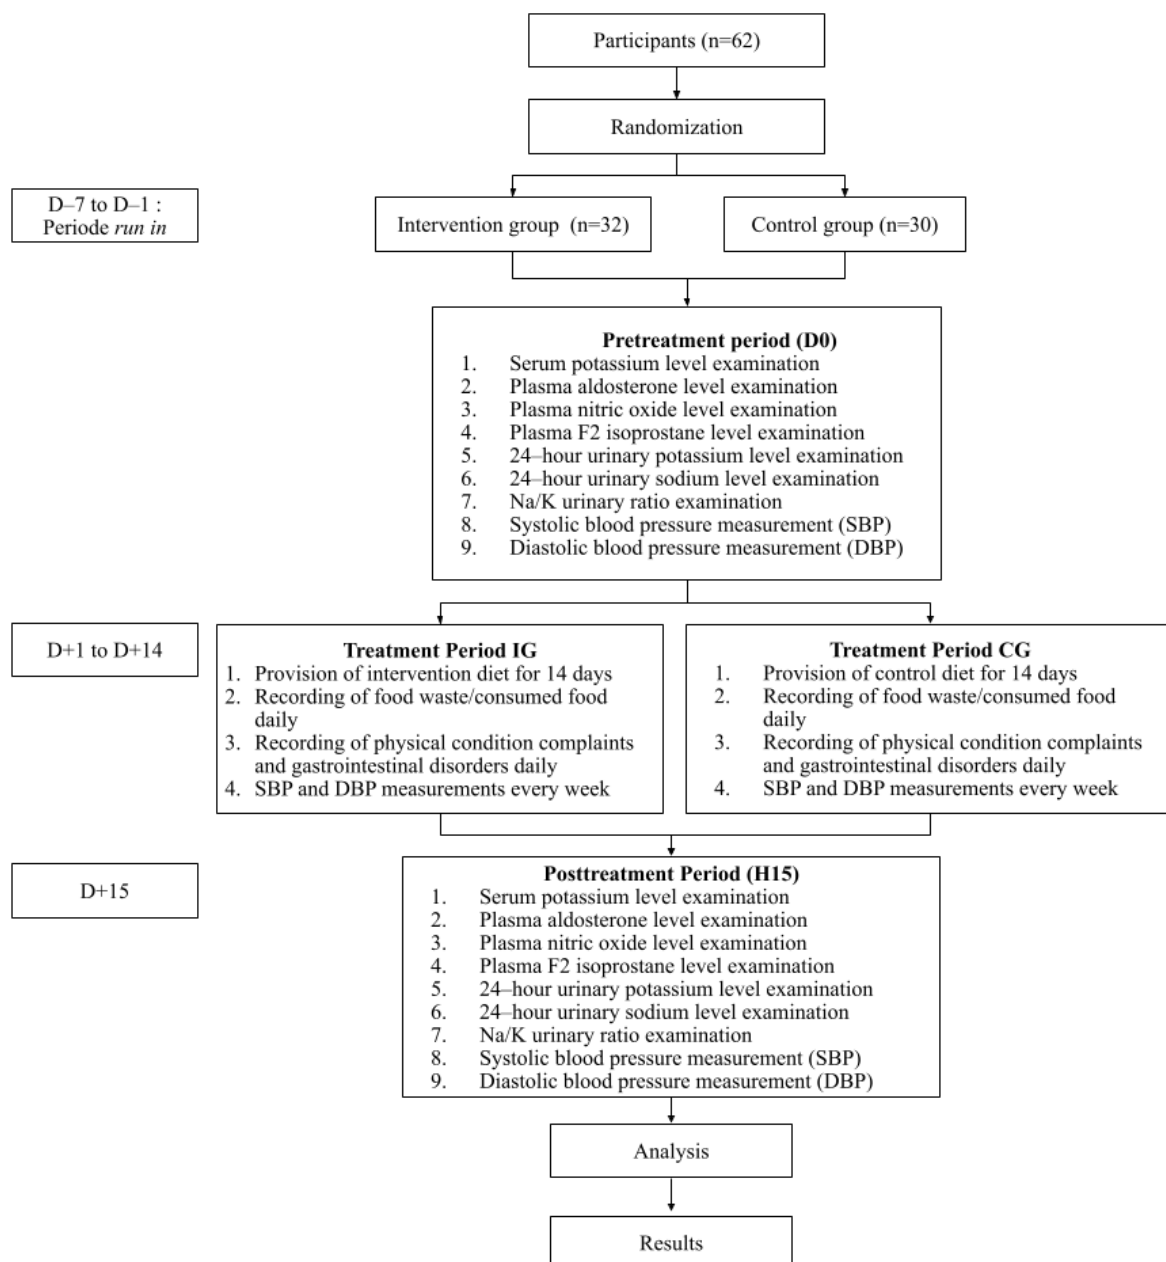 Participants (n=62)
Randomization
D–7 to D–1 :
Periode run in
Intervention group (n=32)
Control group (n=30)
Pretreatment period (D0)
1. Serum potassium level examination
2. Plasma aldosterone level examination
3. Plasma nitric oxide level examination
4. Plasma F2 isoprostane level examination
5. 24–hour urinary potassium level examination
6. 24–hour urinary sodium level examination
7. Na/K urinary ratio examination
8. Systolic blood pressure measurement (SBP)
9. Diastolic blood pressure measurement (DBP)
D+1 to D+14
Treatment Period IG
1. Provision of intervention diet for 14 days
2. Recording of food waste/consumed food
daily
3. Recording of physical condition complaints
and gastrointestinal disorders daily
4. SBP and DBP measurements every week
Treatment Period CG
1. Provision of control diet for 14 days
2. Recording of food waste/consumed food
daily
3. Recording of physical condition complaints
and gastrointestinal disorders daily
4. SBP and DBP measurements every week
D+15
Posttreatment Period (H15)
1. Serum potassium level examination
2. Plasma aldosterone level examination
3. Plasma nitric oxide level examination
4. Plasma F2 isoprostane level examination
5. 24–hour urinary potassium level examination
6. 24–hour urinary sodium level examination
7. Na/K urinary ratio examination
8. Systolic blood pressure measurement (SBP)
9. Diastolic blood pressure measurement (DBP)
Analysis
Results